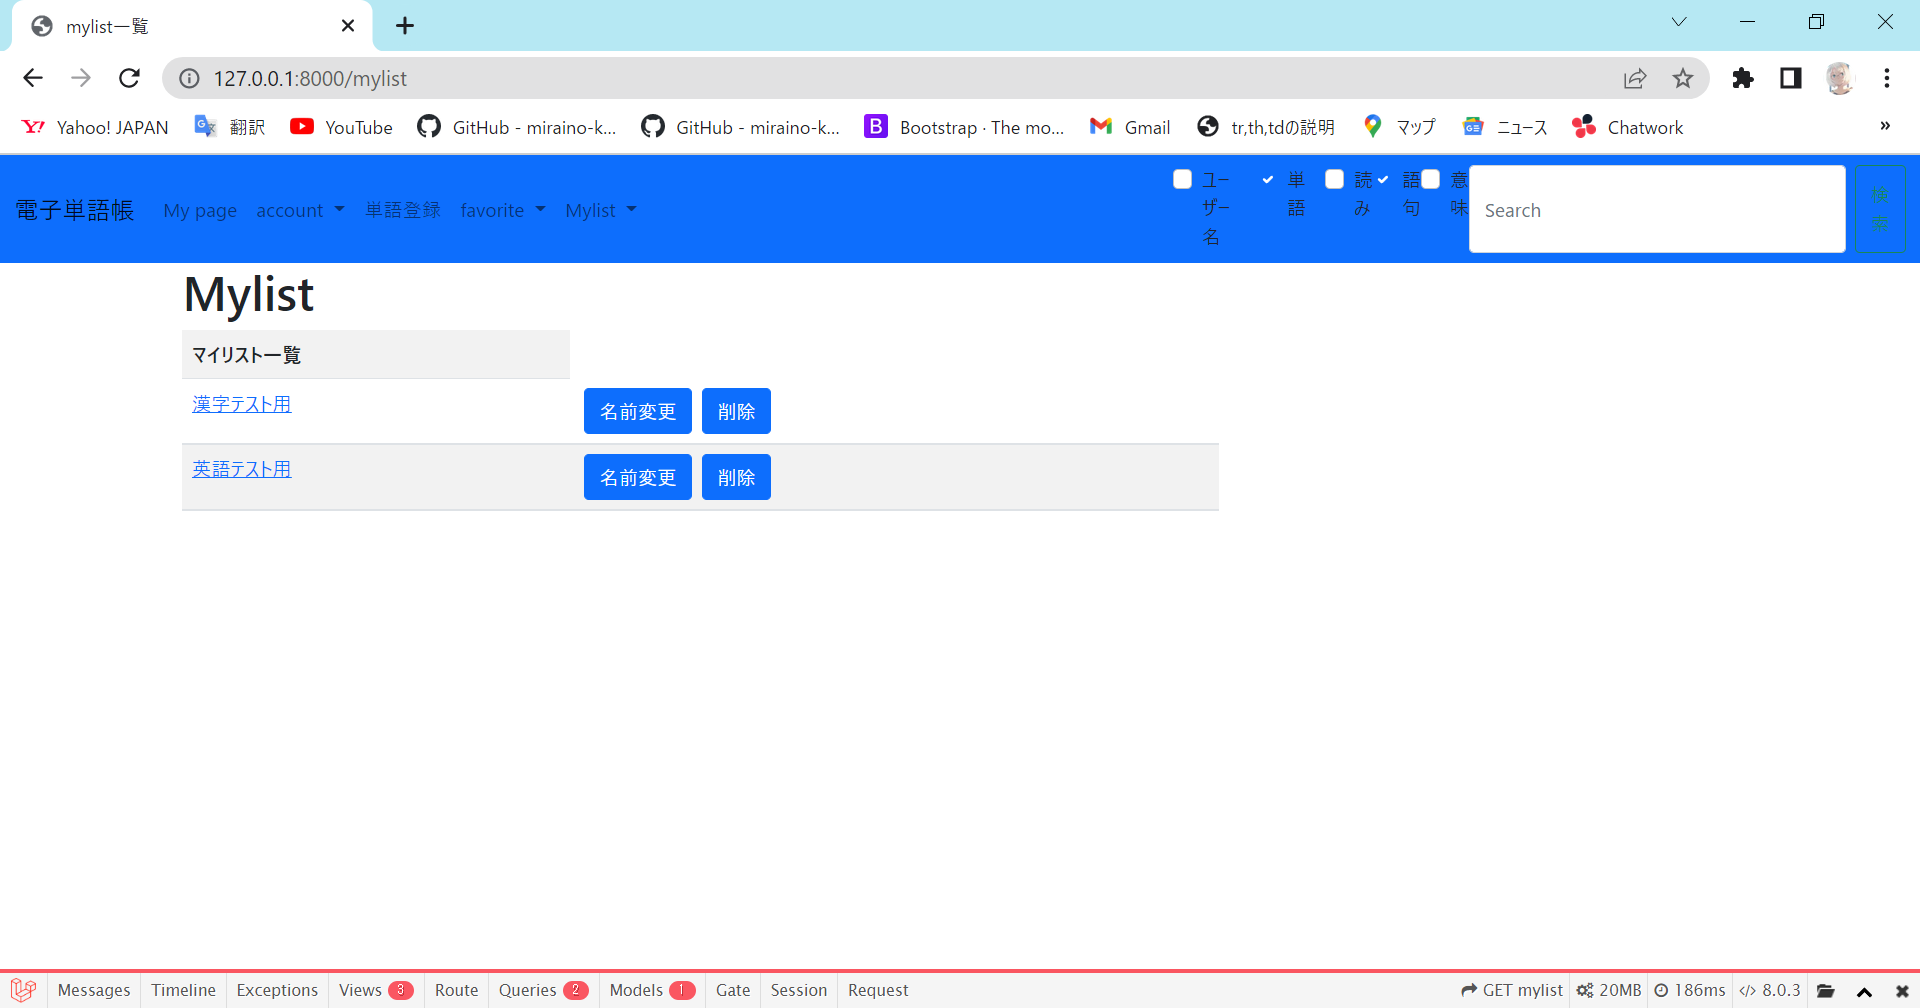 mylist一覧
127.0.0.1:8000/mylist
Yahoo! JAPAN 翻訳 YouTube GitHub - miraino-k... GitHub - miraino-k... Bootstrap · The mo... Gmail tr,th,tdの説明 マップ ニュース Chatwork »
電子単語帳 My page account 単語登録 favorite Mylist ユーザー名 単語 読み 語句 意味 Search 検索
Mylist
マイリスト一覧
漢字テスト用 名前変更 削除
英語テスト用 名前変更 削除
Messages Timeline Exceptions Views 3 Route Queries 2 Models 1 Gate Session Request GET mylist 20MB 186ms 8.0.3